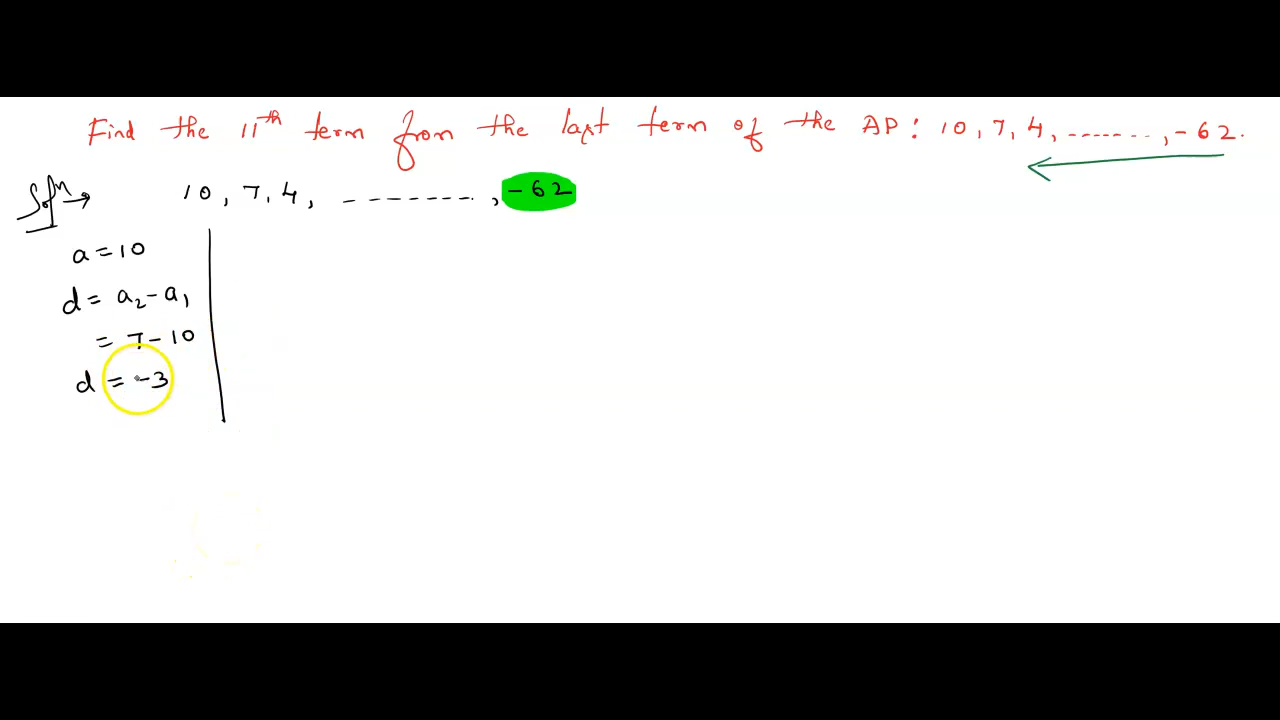 Find the 11th term from the last term of the AP : 10, 7, 4, ........., -62.
Solⁿ→ 10, 7, 4, --------, -62
a = 10
d = a₂ - a₁
= 7 - 10
d = -3